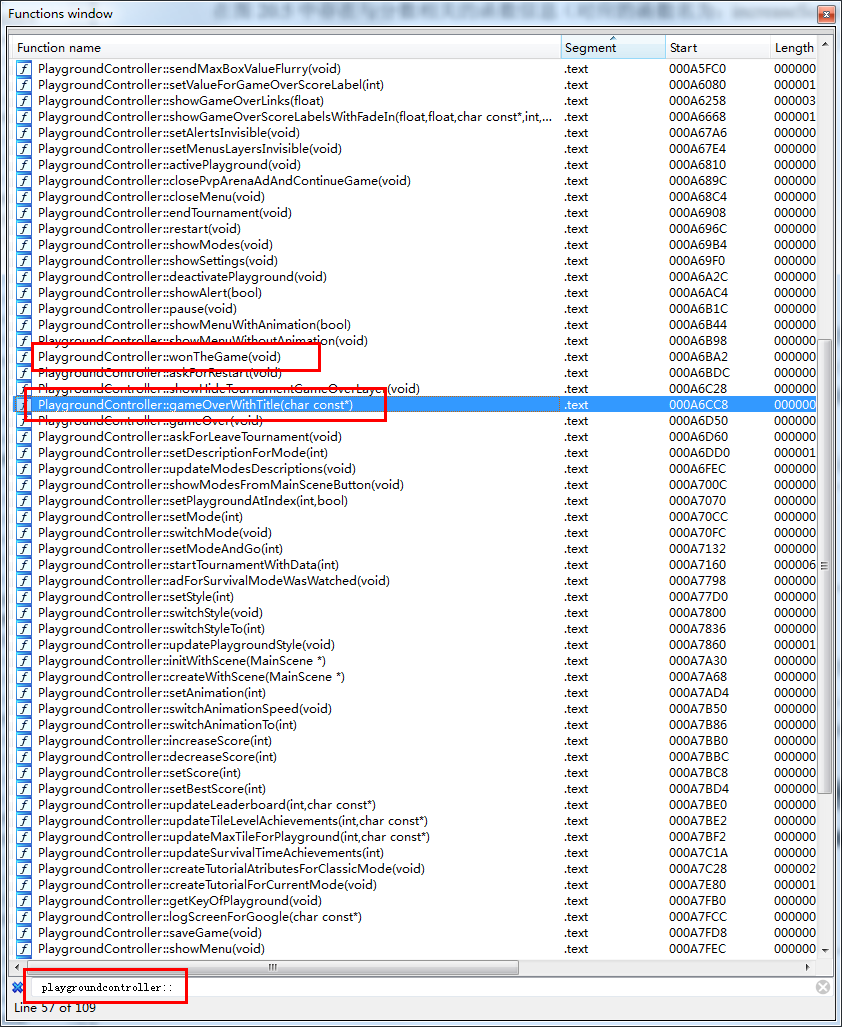 Functions window
Function name Segment Start Length
PlaygroundController::sendMaxBoxValueFlurry(void) .text 000A5FC0 000000
PlaygroundController::setValueForGameOverScoreLabel(int) .text 000A6080 000001
PlaygroundController::showGameOverLinks(float) .text 000A6258 000003
PlaygroundController::showGameOverScoreLabelsWithFadeIn(float,float,char const*,int,... .text 000A6668 000001
PlaygroundController::setAlertsInvisible(void) .text 000A67A6 000000
PlaygroundController::setMenusLayersInvisible(void) .text 000A67E4 000000
PlaygroundController::activePlayground(void) .text 000A6810 000000
PlaygroundController::closePvpArenaAdAndContinueGame(void) .text 000A689C 000000
PlaygroundController::closeMenu(void) .text 000A68C4 000000
PlaygroundController::endTournament(void) .text 000A6908 000000
PlaygroundController::restart(void) .text 000A696C 000000
PlaygroundController::showModes(void) .text 000A69B4 000000
PlaygroundController::showSettings(void) .text 000A69F0 000000
PlaygroundController::deactivatePlayground(void) .text 000A6A2C 000000
PlaygroundController::showAlert(bool) .text 000A6AC4 000000
PlaygroundController::pause(void) .text 000A6B1C 000000
PlaygroundController::showMenuWithAnimation(bool) .text 000A6B44 000000
PlaygroundController::showMenuWithoutAnimation(void) .text 000A6B98 000000
PlaygroundController::wonTheGame(void) .text 000A6BA2 000000
PlaygroundController::askForRestart(void) .text 000A6BDC 000000
PlaygroundController::showHideTournamentGameOverLayer(void) .text 000A6C28 000000
PlaygroundController::gameOverWithTitle(char const*) .text 000A6CC8 000000
PlaygroundController::gameOver(void) .text 000A6D50 000000
PlaygroundController::askForLeaveTournament(void) .text 000A6D60 000000
PlaygroundController::setDescriptionForMode(int) .text 000A6DD0 000001
PlaygroundController::updateModesDescriptions(void) .text 000A6FEC 000000
PlaygroundController::showModesFromMainSceneButton(void) .text 000A700C 000000
PlaygroundController::setPlaygroundAtIndex(int,bool) .text 000A7070 000000
PlaygroundController::setMode(int) .text 000A70CC 000000
PlaygroundController::switchMode(void) .text 000A70FC 000000
PlaygroundController::setModeAndGo(int) .text 000A7132 000000
PlaygroundController::startTournamentWithData(int) .text 000A7160 000006
PlaygroundController::adForSurvivalModeWasWatched(void) .text 000A7798 000000
PlaygroundController::setStyle(int) .text 000A77D0 000000
PlaygroundController::switchStyle(void) .text 000A7800 000000
PlaygroundController::switchStyleTo(int) .text 000A7836 000000
PlaygroundController::updatePlaygroundStyle(void) .text 000A7860 000001
PlaygroundController::initWithScene(MainScene *) .text 000A7A30 000000
PlaygroundController::createWithScene(MainScene *) .text 000A7A68 000000
PlaygroundController::setAnimation(int) .text 000A7AD4 000000
PlaygroundController::switchAnimationSpeed(void) .text 000A7B50 000000
PlaygroundController::switchAnimationTo(int) .text 000A7B86 000000
PlaygroundController::increaseScore(int) .text 000A7BB0 000000
PlaygroundController::decreaseScore(int) .text 000A7BBC 000000
PlaygroundController::setScore(int) .text 000A7BC8 000000
PlaygroundController::setBestScore(int) .text 000A7BD4 000000
PlaygroundController::updateLeaderboard(int,char const*) .text 000A7BE0 000000
PlaygroundController::updateTileLevelAchievements(int,char const*) .text 000A7BE2 000000
PlaygroundController::updateMaxTileForPlayground(int,char const*) .text 000A7BF2 000000
PlaygroundController::updateSurvivalTimeAchievements(int) .text 000A7C1A 000000
PlaygroundController::createTutorialAtributesForClassicMode(void) .text 000A7C28 000002
PlaygroundController::createTutorialForCurrentMode(void) .text 000A7E80 000001
PlaygroundController::getKeyOfPlayground(void) .text 000A7FB0 000000
PlaygroundController::logScreenForGoogle(char const*) .text 000A7FCC 000000
PlaygroundController::saveGame(void) .text 000A7FD8 000000
PlaygroundController::showMenu(void) .text 000A7FEC 000000
playgroundcontroller::
Line 57 of 109